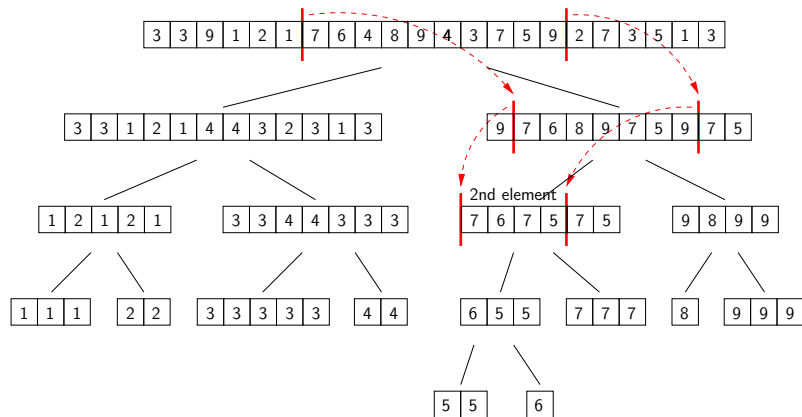 3 3 9 1 2 1 7 6 4 8 9 4 3 7 5 9 2 7 3 5 1 3
3 3 1 2 1 4 4 3 2 3 1 3
9 7 6 8 9 7 5 9 7 5
2nd element
1 2 1 2 1
3 3 4 4 3 3 3
7 6 7 5 7 5
9 8 9 9
1 1 1
2 2
3 3 3 3 3
4 4
6 5 5
7 7 7
8
9 9 9
5 5
6